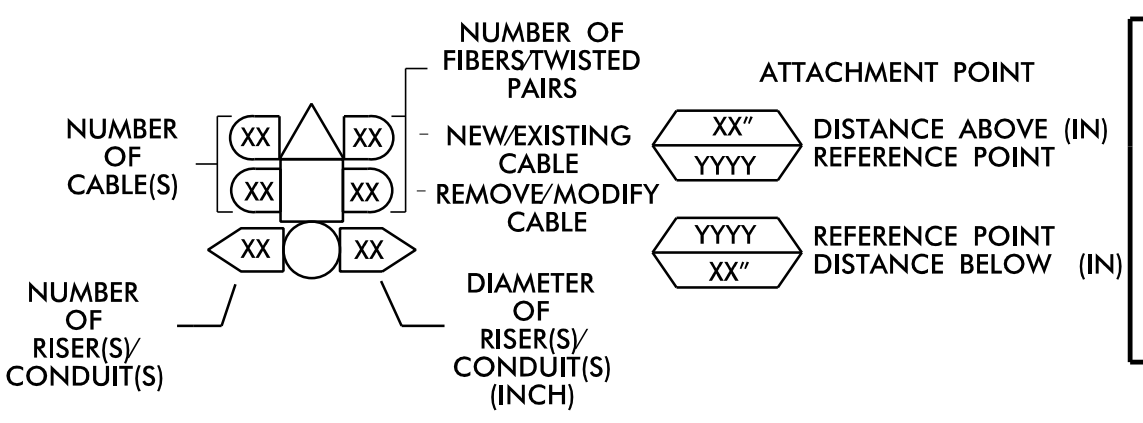 NUMBER OF
FIBERS/TWISTED
PAIRS
NUMBER
OF
CABLE(S)
XX
XX
XX
XX
NEW/EXISTING
CABLE
REMOVE/MODIFY
CABLE
XX
XX
NUMBER
OF
RISER(S)/
CONDUIT(S)
DIAMETER
OF
RISER(S)/
CONDUIT(S)
(INCH)
ATTACHMENT POINT
XX"
YYYY
DISTANCE ABOVE (IN)
REFERENCE POINT
YYYY
XX"
REFERENCE POINT
DISTANCE BELOW (IN)